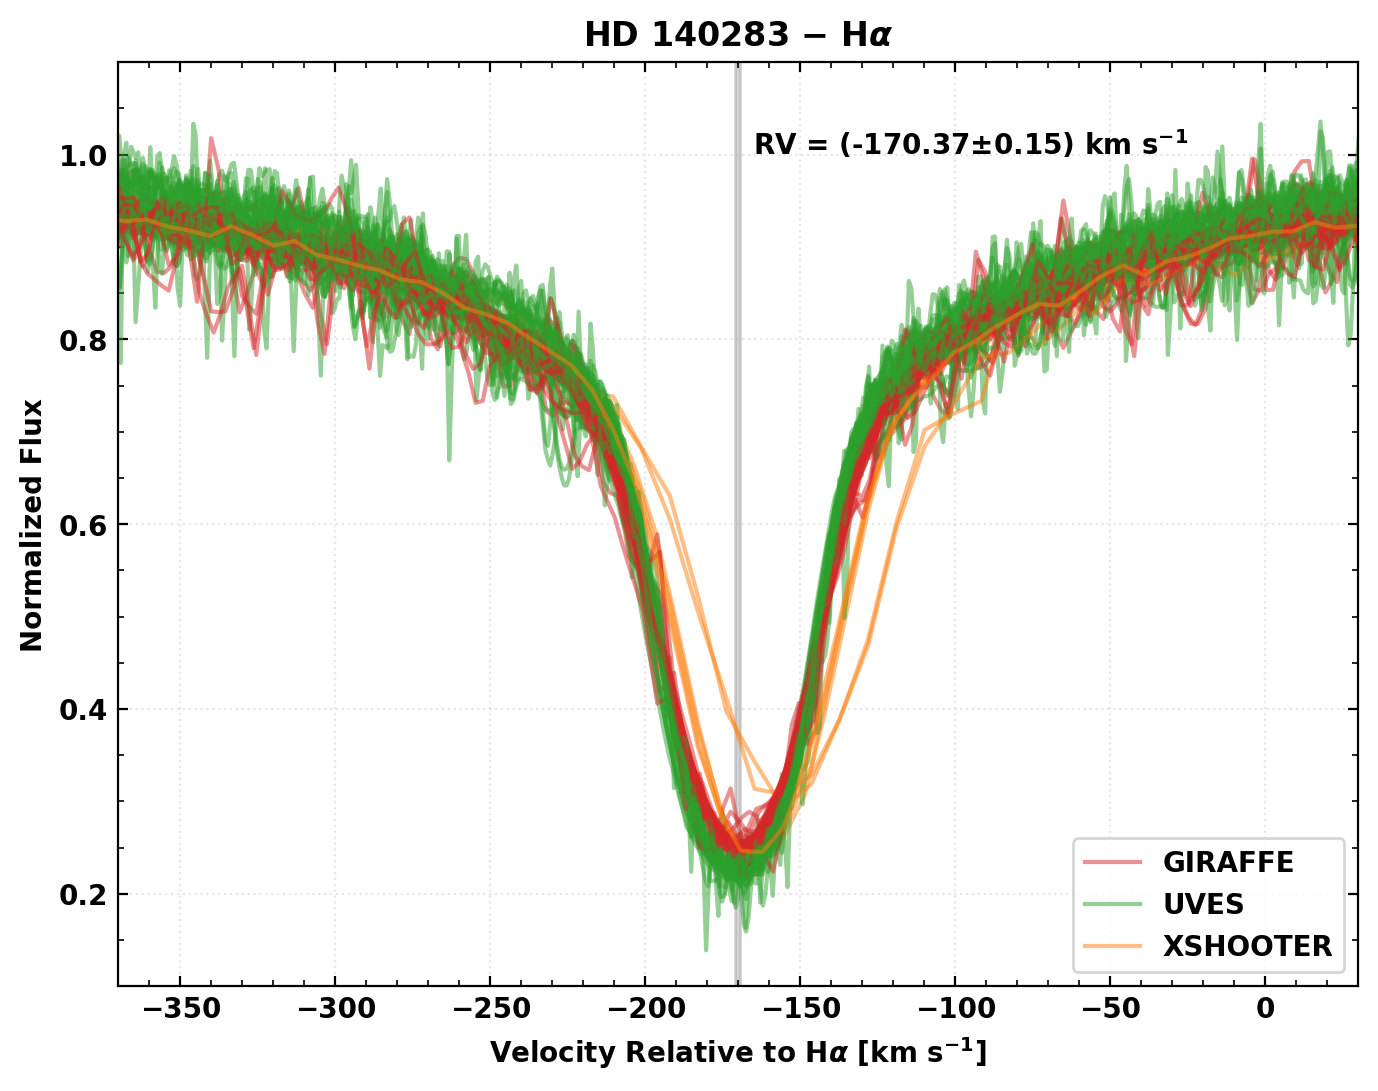 HD 140283 − Hα
RV = (-170.37±0.15) km s⁻¹
Normalized Flux
1.0
0.8
0.6
0.4
0.2
−350 −300 −250 −200 −150 −100 −50 0
Velocity Relative to Hα [km s⁻¹]
GIRAFFE
UVES
XSHOOTER